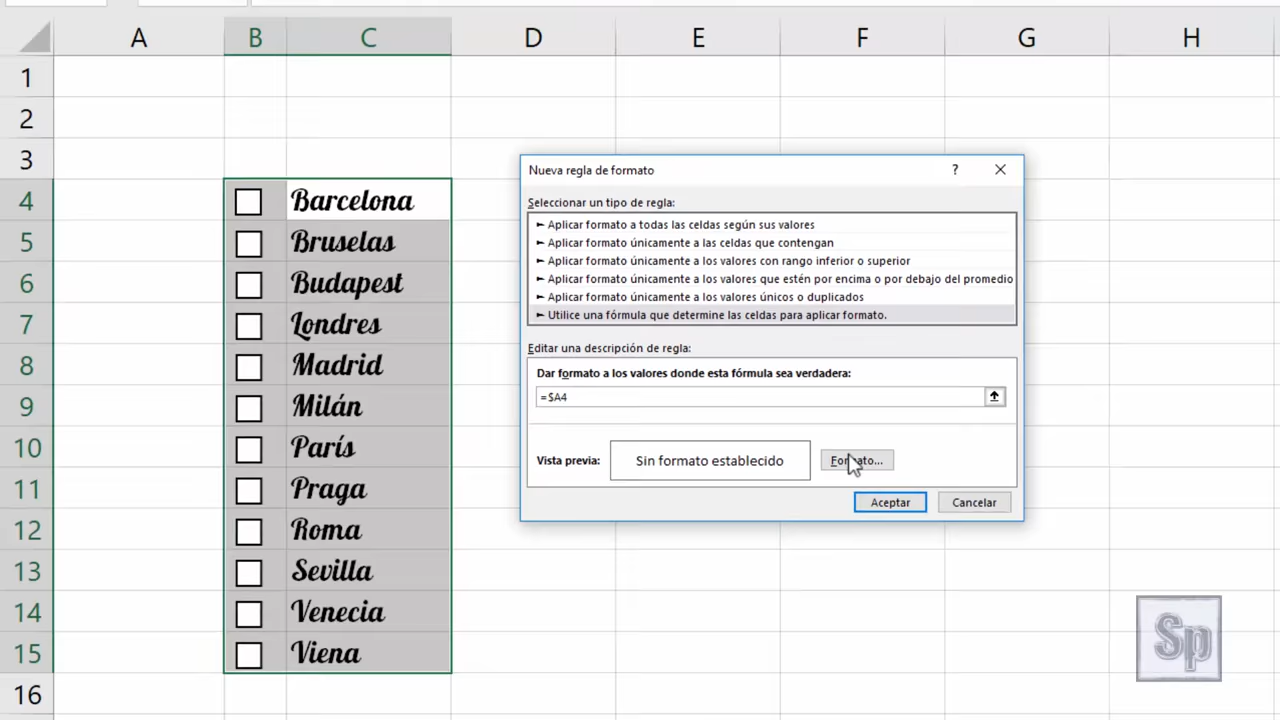 A B C D E F G H
1
2
3
4 Barcelona
5 Bruselas
6 Budapest
7 Londres
8 Madrid
9 Milán
10 París
11 Praga
12 Roma
13 Sevilla
14 Venecia
15 Viena
16
Nueva regla de formato ?
Seleccionar un tipo de regla:
► Aplicar formato a todas las celdas según sus valores
► Aplicar formato únicamente a las celdas que contengan
► Aplicar formato únicamente a los valores con rango inferior o superior
► Aplicar formato únicamente a los valores que estén por encima o por debajo del promedio
► Aplicar formato únicamente a los valores únicos o duplicados
► Utilice una fórmula que determine las celdas para aplicar formato.
Editar una descripción de regla:
Dar formato a los valores donde esta fórmula sea verdadera:
=$A4
Vista previa: Sin formato establecido Formato...
Aceptar Cancelar
Sp